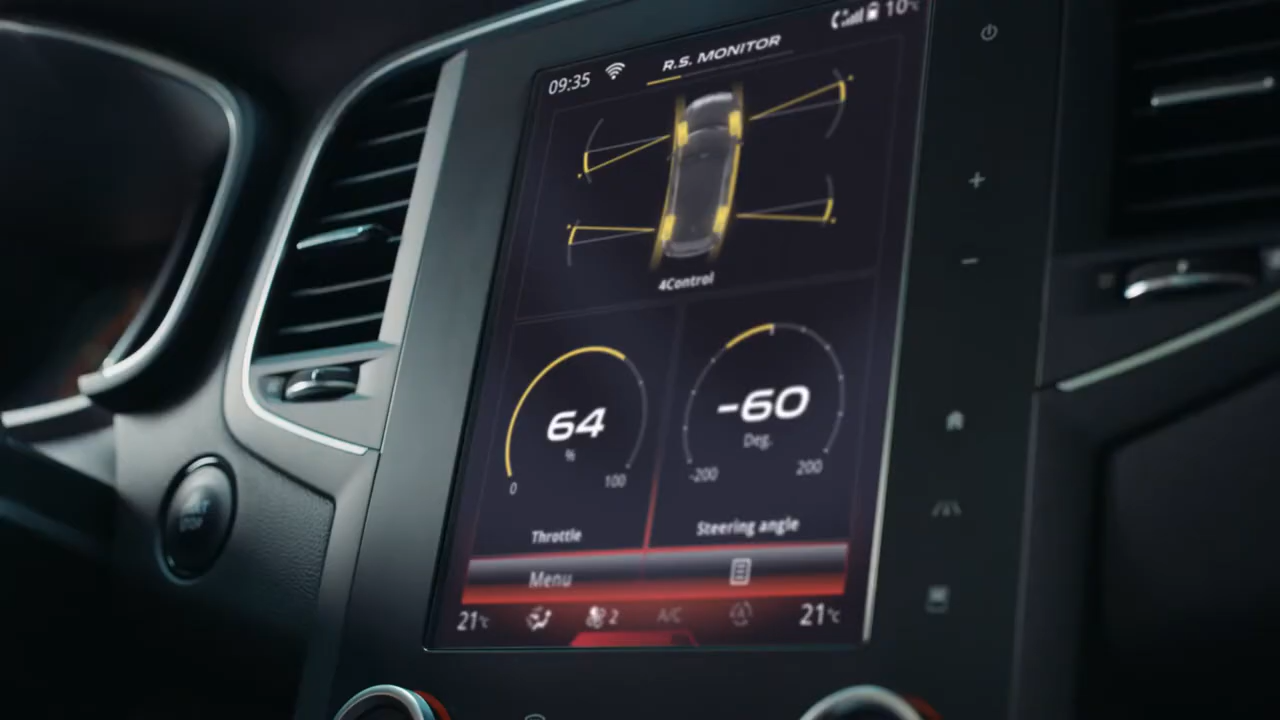 09:35
R.S. MONITOR
10°C
4Control
64
%
0
100
Throttle
-60
Deg.
-200
200
Steering angle
Menu
21°C
2
A/C
21°C